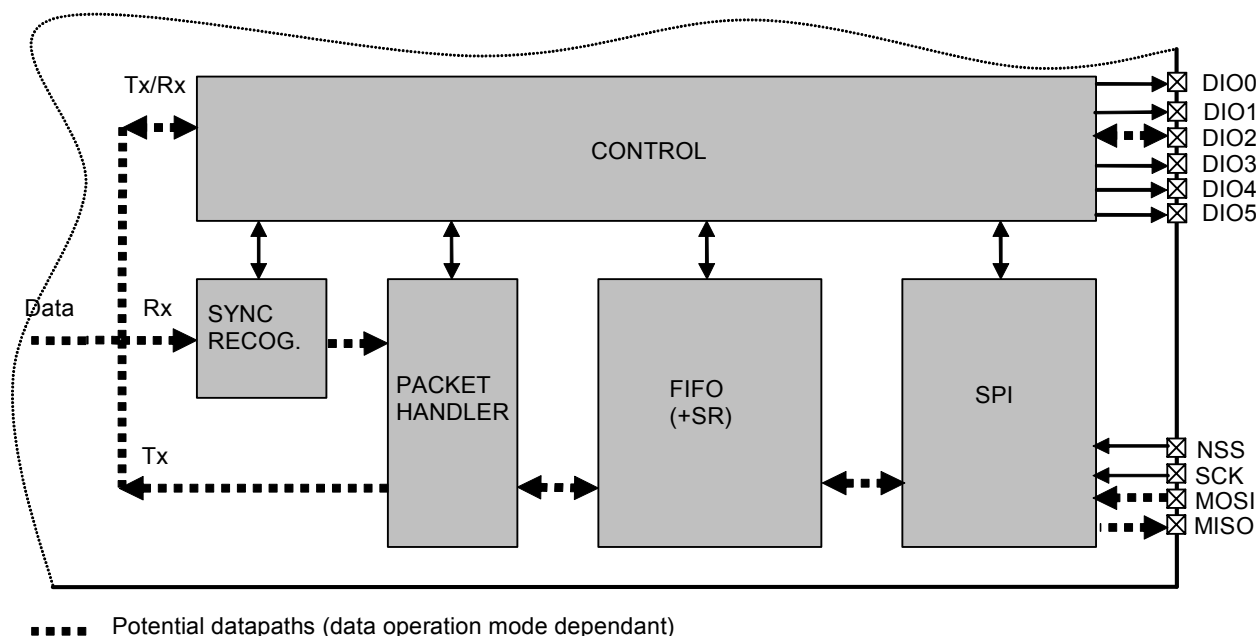 Tx/Rx
CONTROL
DIO0
DIO1
DIO2
DIO3
DIO4
DIO5
Data
Rx
SYNC
RECOG.
PACKET
HANDLER
FIFO
(+SR)
SPI
Tx
NSS
SCK
MOSI
MISO
Potential datapaths (data operation mode dependant)